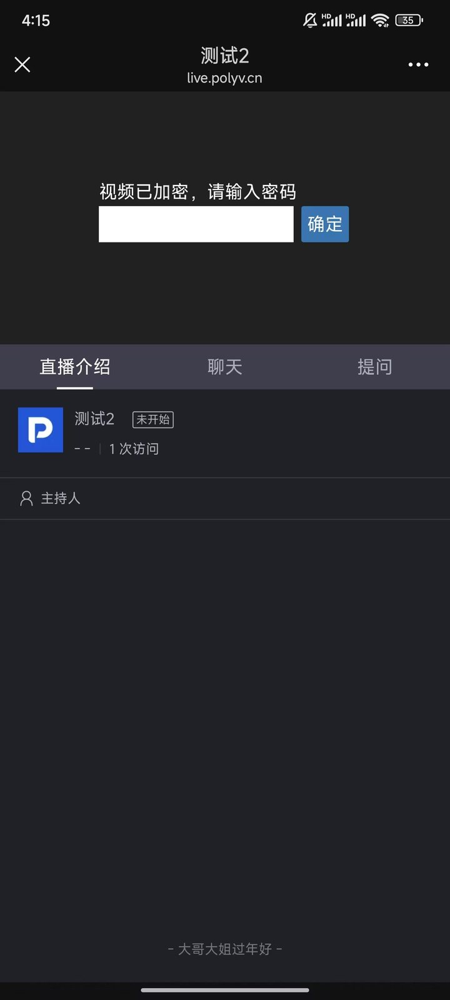 4:15
HD HD 35
测试2
live.polyv.cn
视频已加密，请输入密码
确定
直播介绍 聊天 提问
测试2 未开始
- - 1 次访问
主持人
- 大哥大姐过年好 -